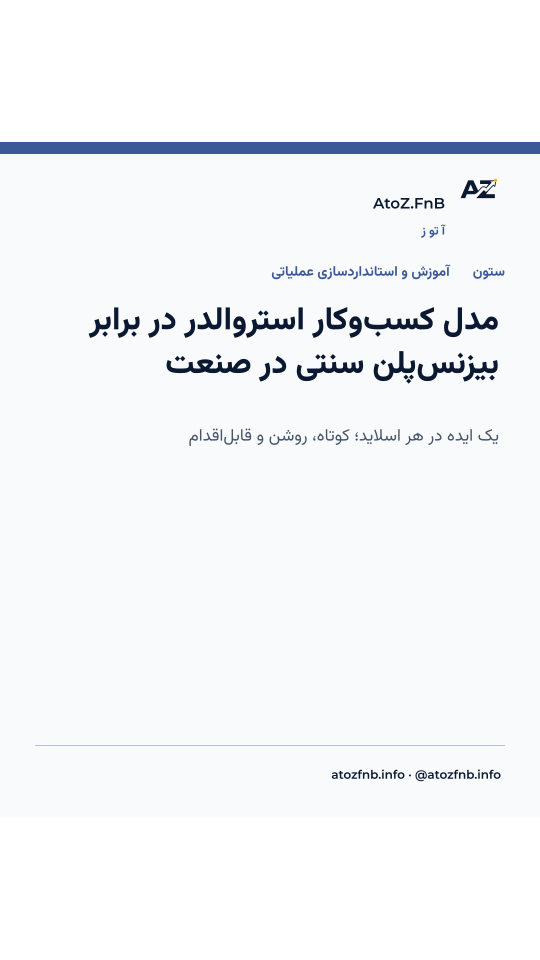 AZ
AtoZ.FnB
آ تو ز
ستون آموزش و استانداردسازی عملیاتی
مدل کسب‌وکار استروالدر در برابر
بیزنس‌پلن سنتی در صنعت
یک ایده در هر اسلاید؛ کوتاه، روشن و قابل‌اقدام
atozfnb.info · @atozfnb.info